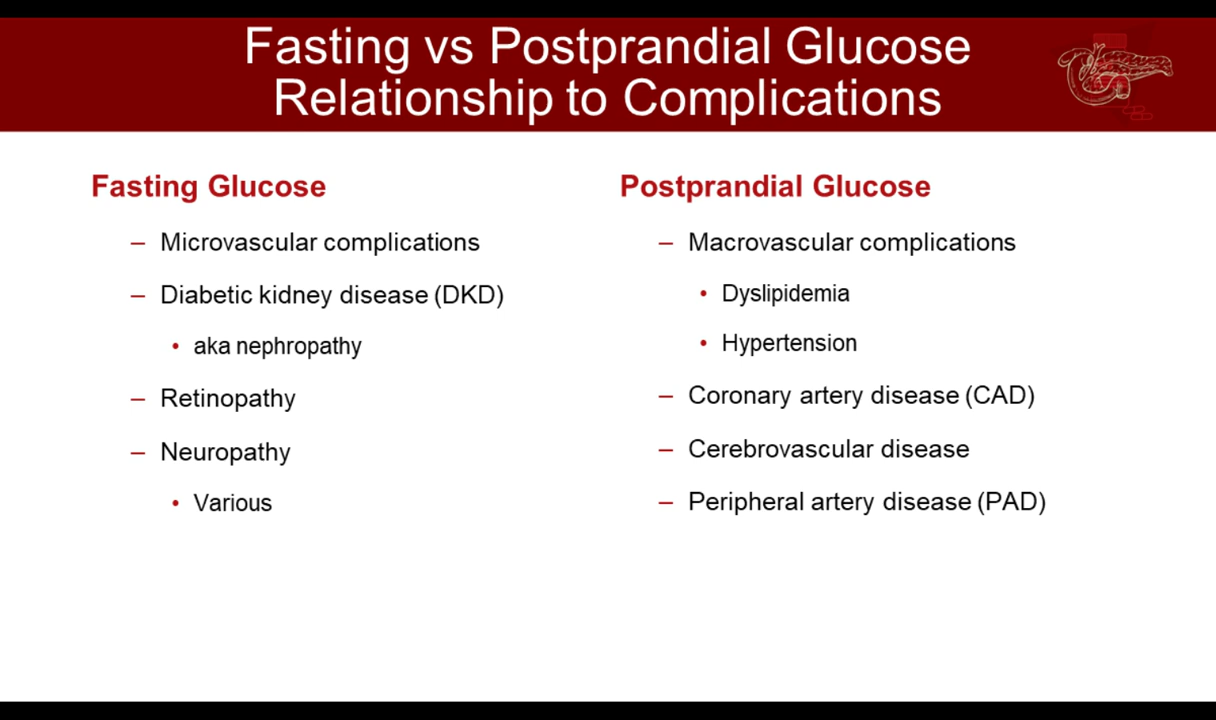 Fasting vs Postprandial Glucose
Relationship to Complications
Fasting Glucose
– Microvascular complications
– Diabetic kidney disease (DKD)
• aka nephropathy
– Retinopathy
– Neuropathy
• Various
Postprandial Glucose
– Macrovascular complications
• Dyslipidemia
• Hypertension
– Coronary artery disease (CAD)
– Cerebrovascular disease
– Peripheral artery disease (PAD)